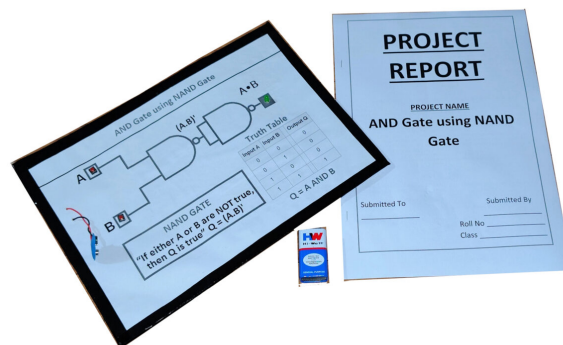 AND Gate using NAND Gate
A
B
(A.B)'
A•B
Truth Table
Input A Input B Output Q
0 0 0
0 1 0
1 0 0
1 1 1
Q = A AND B
NAND GATE
"If either A or B are NOT true,
then Q is true" Q = (A.B)'
HW
PROJECT
REPORT
PROJECT NAME
AND Gate using NAND
Gate
Submitted To
Submitted By
Roll No
Class